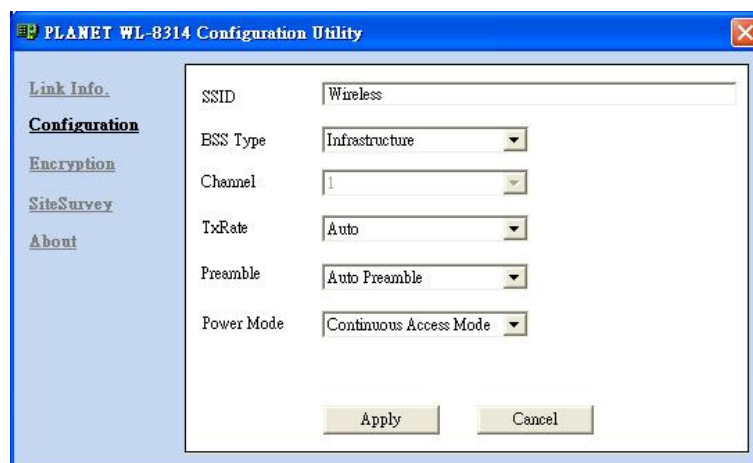 PLANET WL-8314 Configuration Utility
Link Info.
Configuration
Encryption
SiteSurvey
About
SSID Wireless
BSS Type Infrastructure
Channel 1
TxRate Auto
Preamble Auto Preamble
Power Mode Continuous Access Mode
Apply Cancel